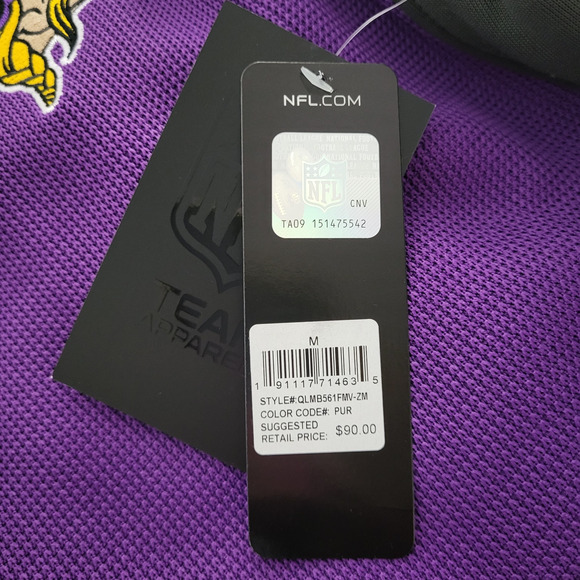 NFL.COM
NFL
CNV
TA09 151475542
TEAM
APPAREL
M
1 91117 71463 5
STYLE#:QLMB561FMV-ZM
COLOR CODE#: PUR
SUGGESTED
RETAIL PRICE: $90.00